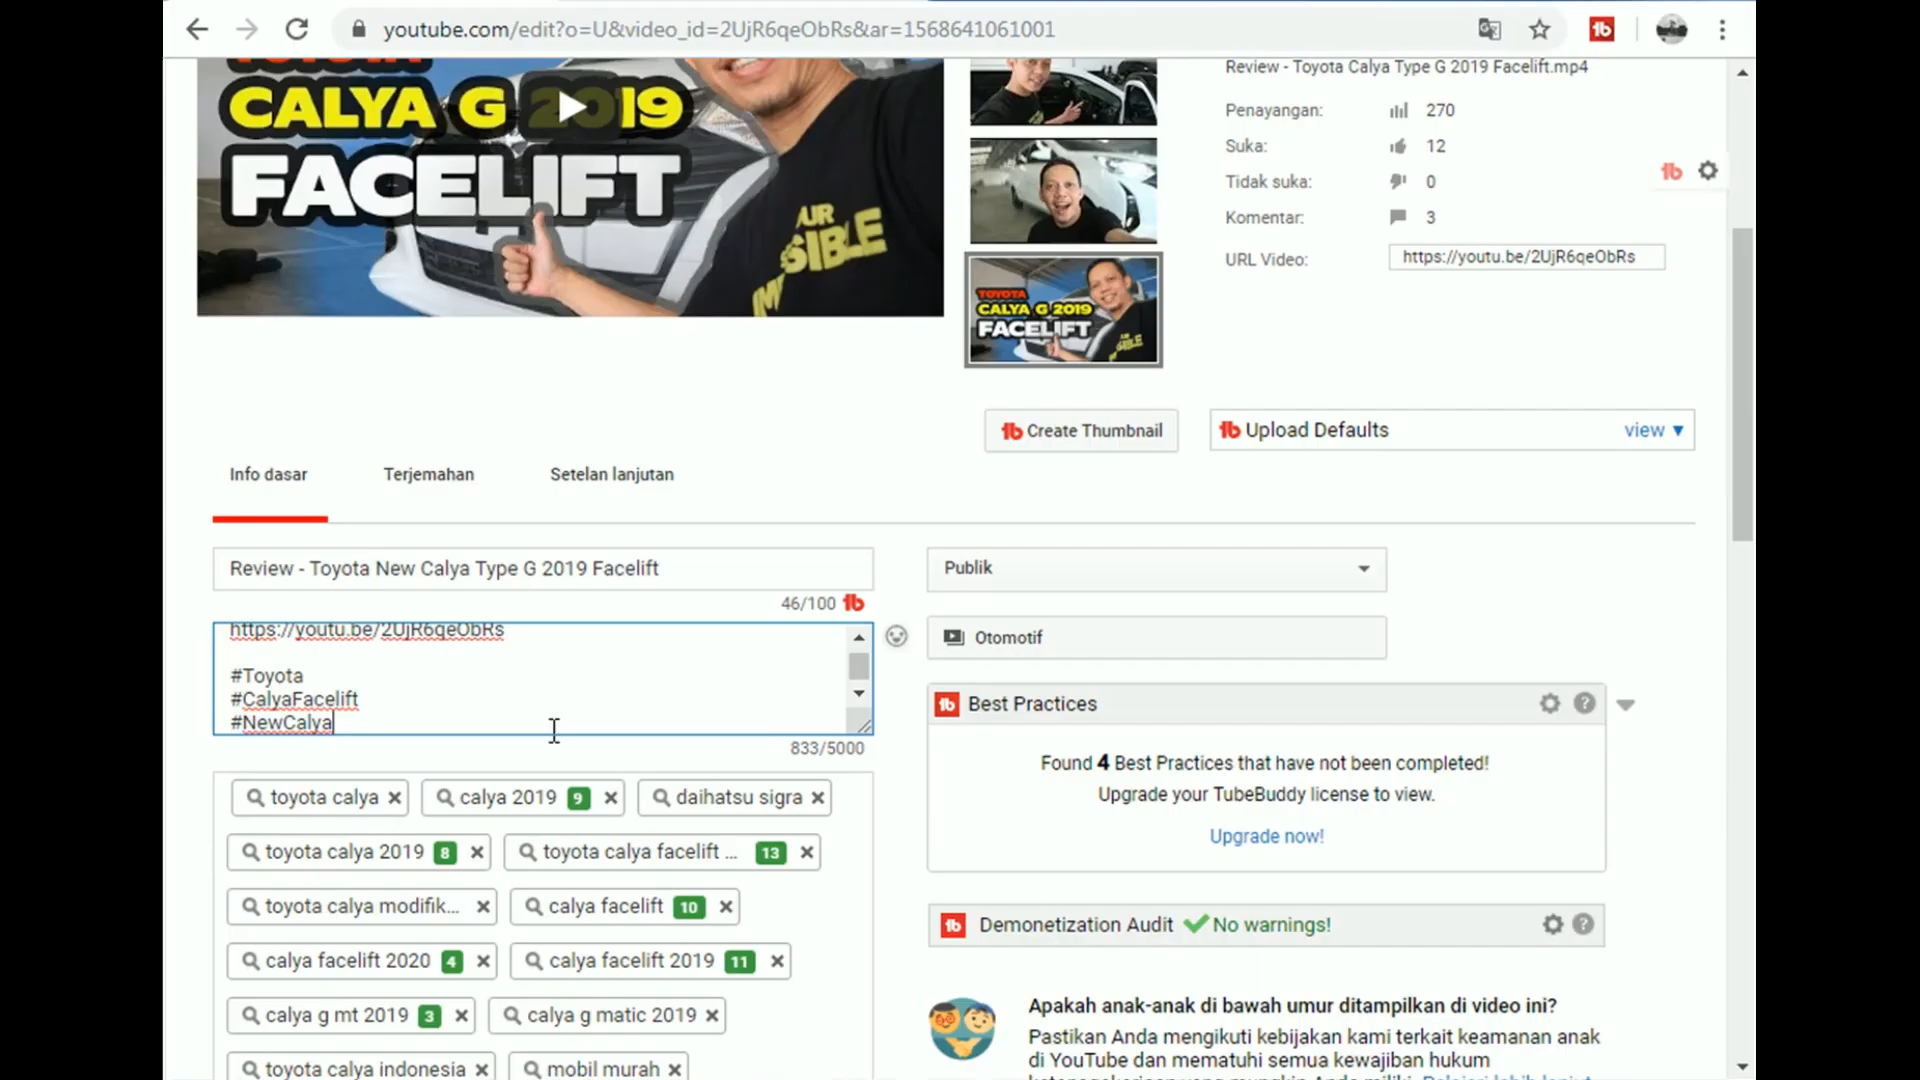 youtube.com/edit?o=U&video_id=2UjR6qeObRs&ar=1568641061001
TOYOTA
CALYA G 2019
FACELIFT
UR
SIBLE
IM
TOYOTA
CALYA G 2019
FACELIFT
Review - Toyota Calya Type G 2019 Facelift.mp4
Penayangan: 270
Suka: 12
Tidak suka: 0
Komentar: 3
URL Video: https://youtu.be/2UjR6qeObRs
Create Thumbnail
Upload Defaults view
Info dasar Terjemahan Setelan lanjutan
Review - Toyota New Calya Type G 2019 Facelift
46/100
https://youtu.be/2UjR6qeObRs
#Toyota
#CalyaFacelift
#NewCalya
833/5000
toyota calya
calya 2019 9
daihatsu sigra
toyota calya 2019 8
toyota calya facelift ... 13
toyota calya modifik...
calya facelift 10
calya facelift 2020 4
calya facelift 2019 11
calya g mt 2019 3
calya g matic 2019
toyota calya indonesia
mobil murah
Publik
Otomotif
Best Practices
Found 4 Best Practices that have not been completed!
Upgrade your TubeBuddy license to view.
Upgrade now!
Demonetization Audit No warnings!
Apakah anak-anak di bawah umur ditampilkan di video ini?
Pastikan Anda mengikuti kebijakan kami terkait keamanan anak
di YouTube dan mematuhi semua kewajiban hukum